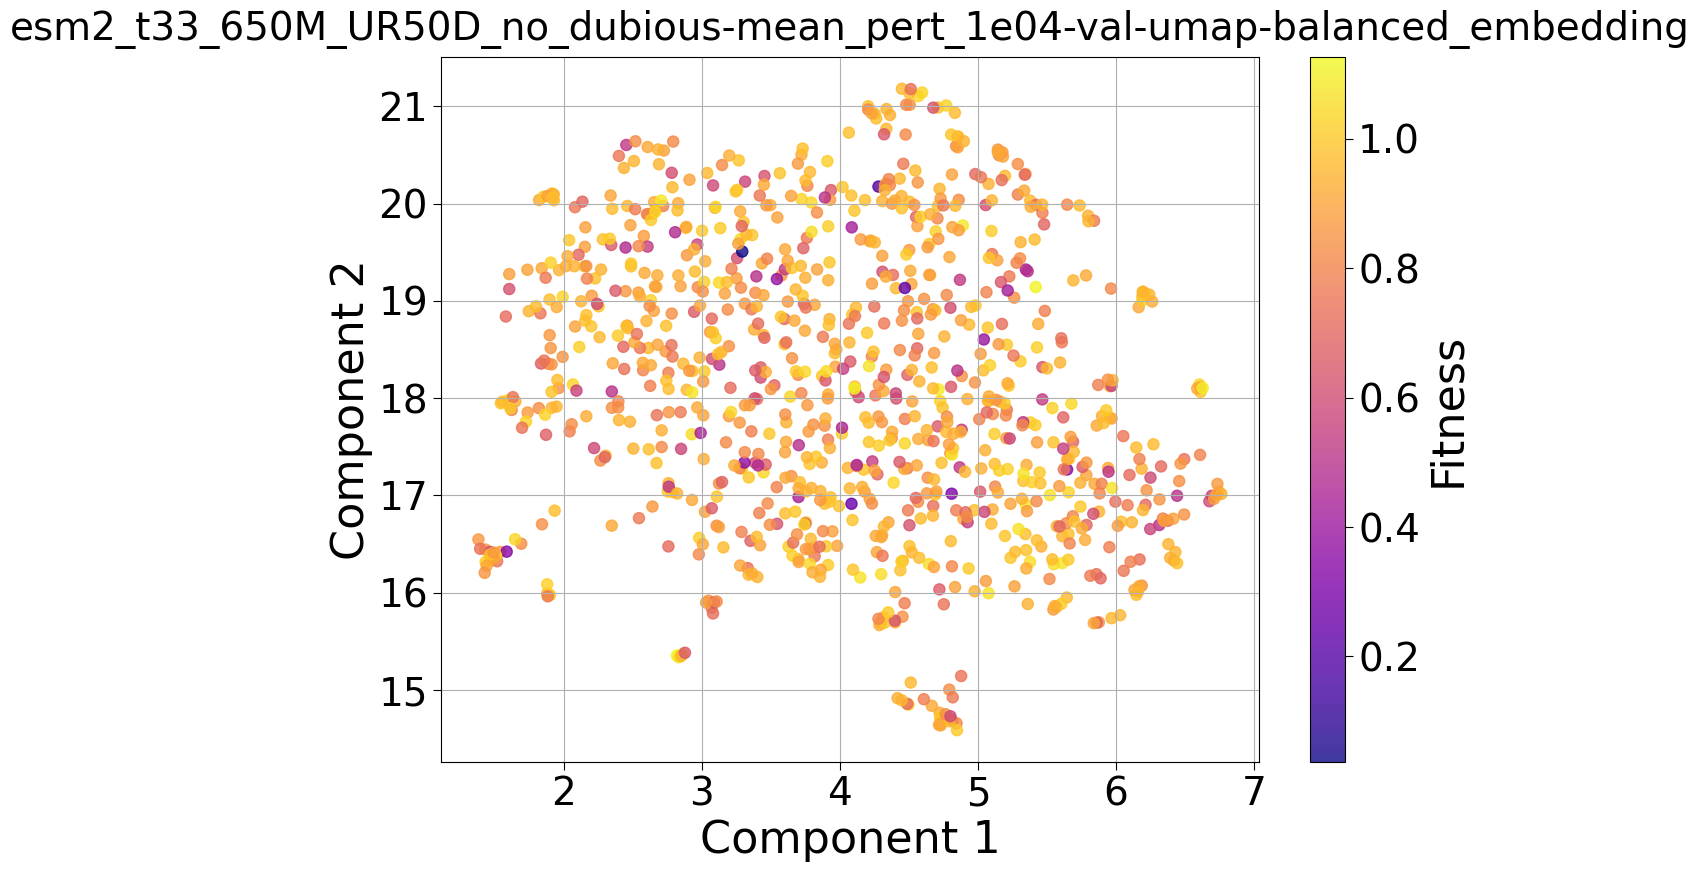 esm2_t33_650M_UR50D_no_dubious-mean_pert_1e04-val-umap-balanced_embedding
21
20
19
18
17
16
15
Component 2
2 3 4 5 6 7
Component 1
1.0
0.8
0.6
0.4
0.2
Fitness